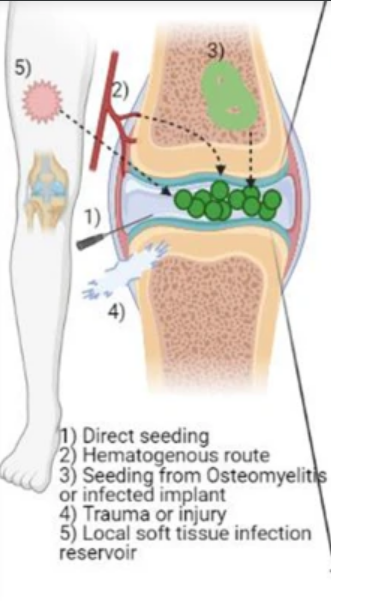 5)
3)
2)
1)
4)
1) Direct seeding
2) Hematogenous route
3) Seeding from Osteomyelitis
or infected implant
4) Trauma or injury
5) Local soft tissue infection
reservoir